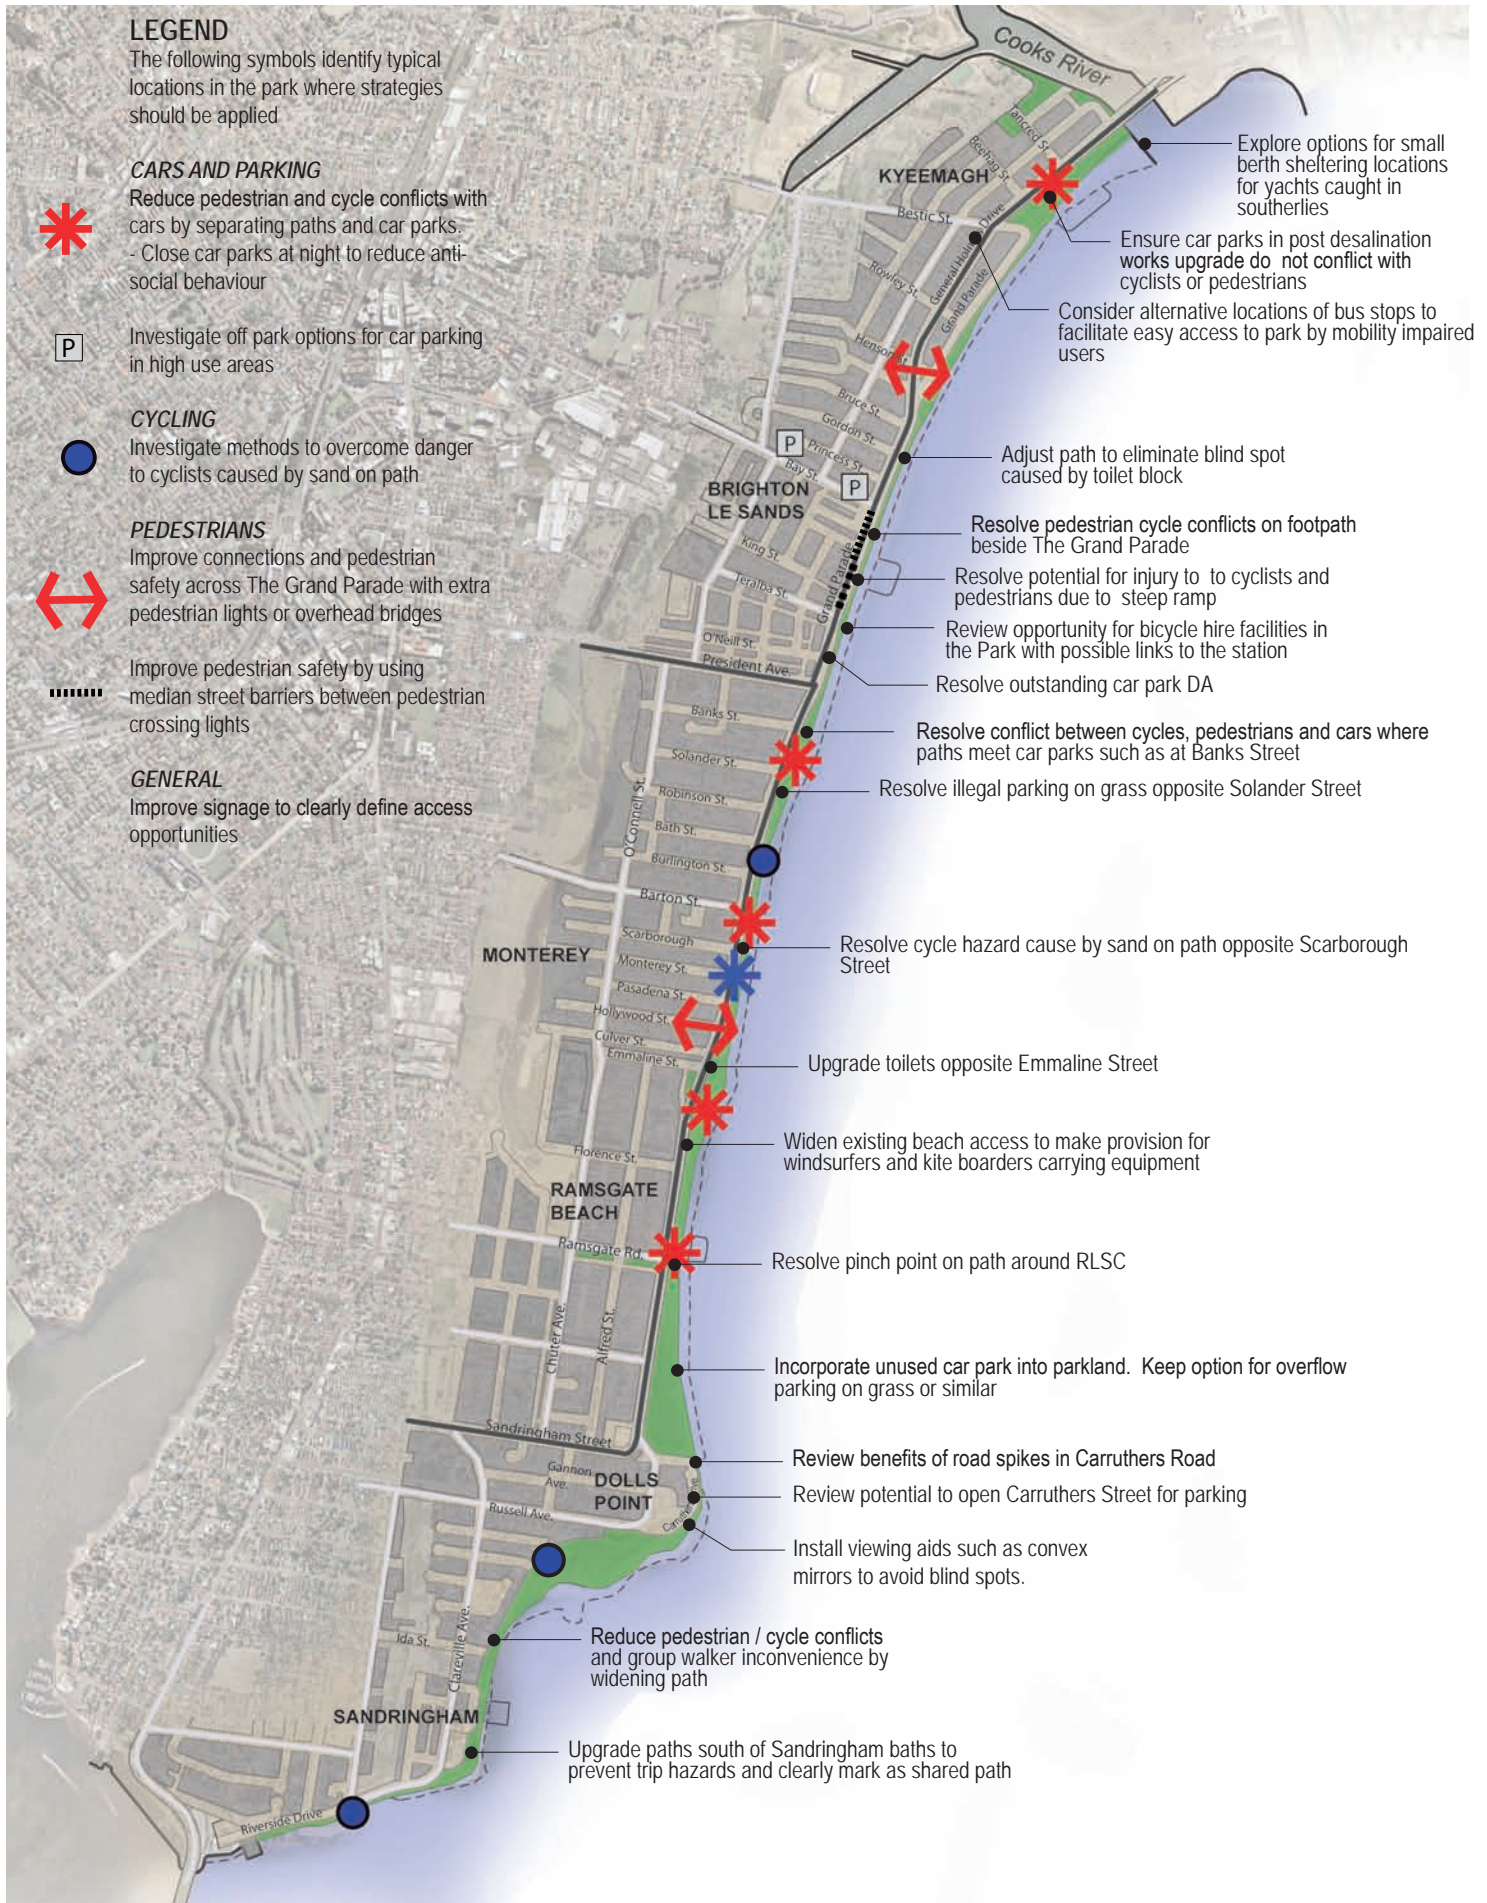 LEGEND
The following symbols identify typical
locations in the park where strategies
should be applied
CARS AND PARKING
Reduce pedestrian and cycle conflicts with
cars by separating paths and car parks.
- Close car parks at night to reduce anti-
social behaviour
P
Investigate off park options for car parking
in high use areas
CYCLING
Investigate methods to overcome danger
to cyclists caused by sand on path
PEDESTRIANS
Improve connections and pedestrian
safety across The Grand Parade with extra
pedestrian lights or overhead bridges
Improve pedestrian safety by using
median street barriers between pedestrian
crossing lights
GENERAL
Improve signage to clearly define access
opportunities
Cooks River
Tancred St.
Beehag St.
KYEEMAGH
Bestic St.
General Holmes Drive
Grand Parade
Rowley St.
Henson St.
Bruce St.
Gordon St.
Princess St.
P
Bay St.
P
BRIGHTON
LE SANDS
King St.
Teralba St.
Grand Parade
O'Neill St.
President Ave.
Banks St.
Solander St.
Robinson St.
O'Connell St.
Bath St.
Burlington St.
Barton St.
Scarborough
MONTEREY
Monterey St.
Pasadena St.
Hollywood St.
Culver St.
Emmaline St.
Florence St.
RAMSGATE
BEACH
Ramsgate Rd.
Chuter Ave.
Alfred St.
Sandringham Street
Gannon
Ave.
DOLLS
POINT
Russell Ave.
Ida St.
Clareville Ave.
SANDRINGHAM
Riverside Drive
Explore options for small
berth sheltering locations
for yachts caught in
southerlies
Ensure car parks in post desalination
works upgrade do not conflict with
cyclists or pedestrians
Consider alternative locations of bus stops to
facilitate easy access to park by mobility impaired
users
Adjust path to eliminate blind spot
caused by toilet block
Resolve pedestrian cycle conflicts on footpath
beside The Grand Parade
Resolve potential for injury to to cyclists and
pedestrians due to steep ramp
Review opportunity for bicycle hire facilities in
the Park with possible links to the station
Resolve outstanding car park DA
Resolve conflict between cycles, pedestrians and cars where
paths meet car parks such as at Banks Street
Resolve illegal parking on grass opposite Solander Street
Resolve cycle hazard cause by sand on path opposite Scarborough
Street
Upgrade toilets opposite Emmaline Street
Widen existing beach access to make provision for
windsurfers and kite boarders carrying equipment
Resolve pinch point on path around RLSC
Incorporate unused car park into parkland. Keep option for overflow
parking on grass or similar
Review benefits of road spikes in Carruthers Road
Review potential to open Carruthers Street for parking
Install viewing aids such as convex
mirrors to avoid blind spots.
Reduce pedestrian / cycle conflicts
and group walker inconvenience by
widening path
Upgrade paths south of Sandringham baths to
prevent trip hazards and clearly mark as shared path